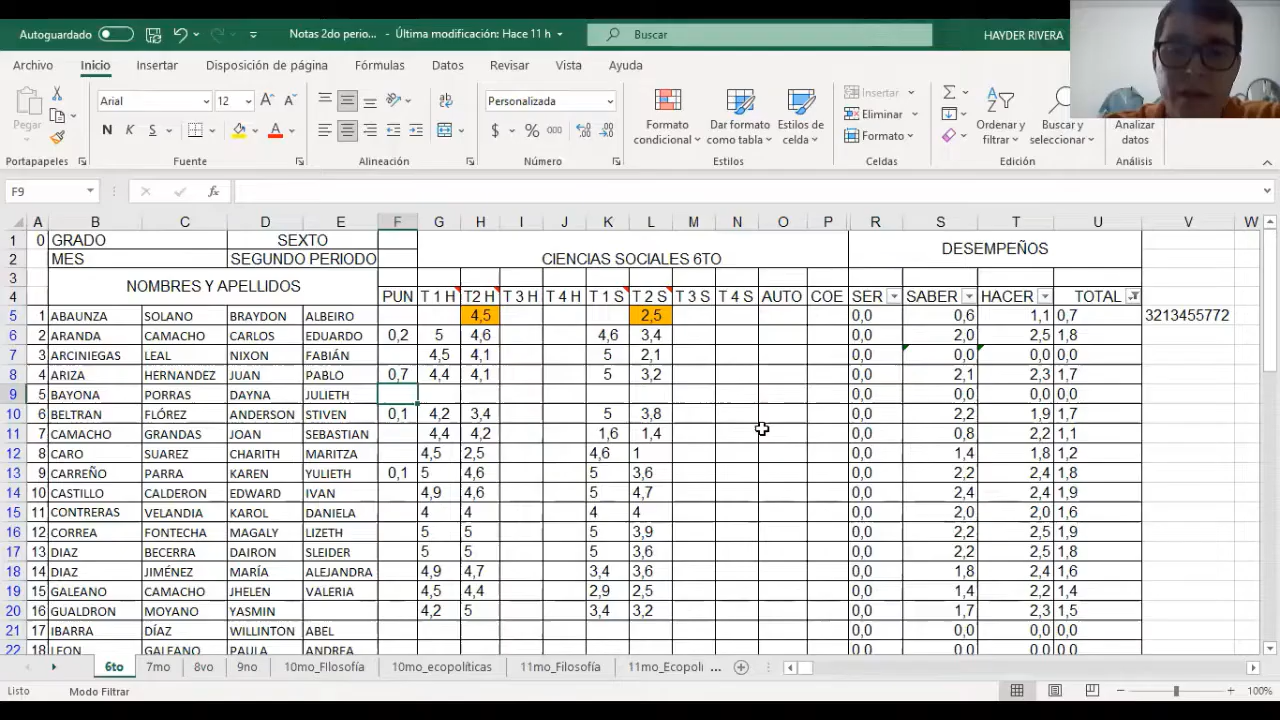 Autoguardado Notas 2do perio... - Última modificación: Hace 11 h Buscar HAYDER RIVERA
Archivo Inicio Insertar Disposición de página Fórmulas Datos Revisar Vista Ayuda
Arial 12 Personalizada Insertar
Pegar N K S $ % 000 Formato condicional Dar formato como tabla Estilos de celda Eliminar Formato Ordenar y filtrar Buscar y seleccionar Analizar datos
Portapapeles Fuente Alineación Número Estilos Celdas Edición Análisis
F9 fx
A B C D E F G H I J K L M N O P R S T U V W
1 0 GRADO SEXTO CIENCIAS SOCIALES 6TO DESEMPEÑOS
2 MES SEGUNDO PERIODO
3 NOMBRES Y APELLIDOS
4 PUN T 1 H T2 H T 3 H T 4 H T 1 S T 2 S T 3 S T 4 S AUTO COE SER SABER HACER TOTAL
5 1 ABAUNZA SOLANO BRAYDON ALBEIRO 4,5 2,5 0,0 0,6 1,1 0,7 3213455772
6 2 ARANDA CAMACHO CARLOS EDUARDO 0,2 5 4,6 4,6 3,4 0,0 2,0 2,5 1,8
7 3 ARCINIEGAS LEAL NIXON FABIÁN 4,5 4,1 5 2,1 0,0 0,0 0,0 0,0
8 4 ARIZA HERNANDEZ JUAN PABLO 0,7 4,4 4,1 5 3,2 0,0 2,1 2,3 1,7
9 5 BAYONA PORRAS DAYNA JULIETH 0,0 0,0 0,0 0,0
10 6 BELTRAN FLÓREZ ANDERSON STIVEN 0,1 4,2 3,4 5 3,8 0,0 2,2 1,9 1,7
11 7 CAMACHO GRANDAS JOAN SEBASTIAN 4,4 4,2 1,6 1,4 0,0 0,8 2,2 1,1
12 8 CARO SUAREZ CHARITH MARITZA 4,5 2,5 4,6 1 0,0 1,4 1,8 1,2
13 9 CARREÑO PARRA KAREN YULIETH 0,1 5 4,6 5 3,6 0,0 2,2 2,4 1,8
14 10 CASTILLO CALDERON EDWARD IVAN 4,9 4,6 5 4,7 0,0 2,4 2,4 1,9
15 11 CONTRERAS VELANDIA KAROL DANIELA 4 4 4 4 0,0 2,0 2,0 1,6
16 12 CORREA FONTECHA MAGALY LIZETH 5 5 5 3,9 0,0 2,2 2,5 1,9
17 13 DIAZ BECERRA DAIRON SLEIDER 5 5 5 3,6 0,0 2,2 2,5 1,8
18 14 DIAZ JIMÉNEZ MARÍA ALEJANDRA 4,9 4,7 3,4 3,6 0,0 1,8 2,4 1,6
19 15 GALEANO CAMACHO JHELEN VALERIA 4,5 4,4 2,9 2,5 0,0 1,4 2,2 1,4
20 16 GUALDRON MOYANO YASMIN 4,2 5 3,4 3,2 0,0 1,7 2,3 1,5
21 17 IBARRA DÍAZ WILLINTON ABEL 0,0 0,0 0,0 0,0
22 18 LEON GALEANO PAULA ANDREA
6to 7mo 8vo 9no 10mo_FIlosofía 10mo_ecopolíticas 11mo_Filosofía 11mo_Ecopoli ...
Listo Modo Filtrar 100%